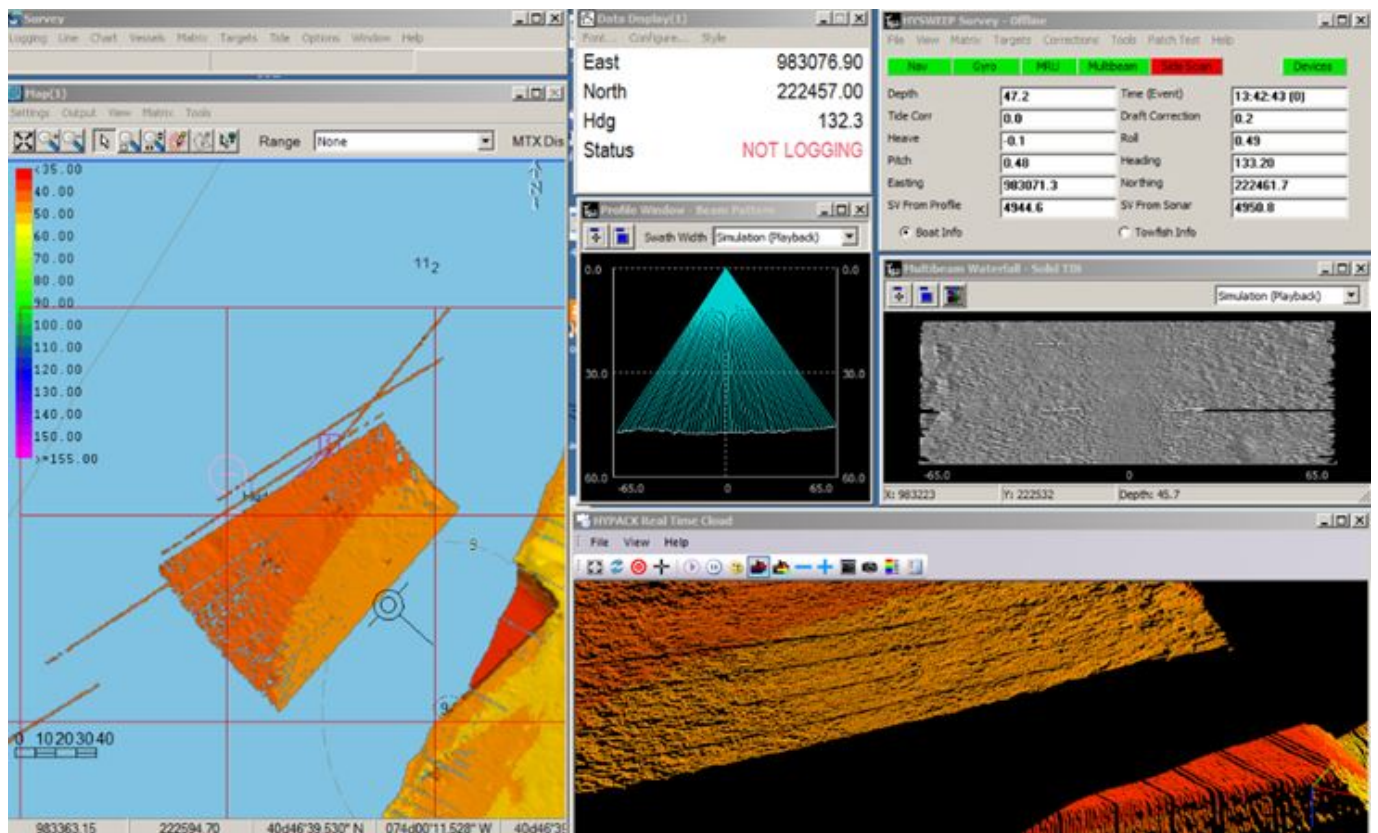 Survey
Logging Line Chart Vessels Matrix Targets Tide Options Window Help
Map(1)
Settings Output View Matrix Tools
Range None MTX Dis
<35.00
40.00
50.00
60.00
70.00
80.00
90.00
100.00
110.00
120.00
130.00
140.00
150.00
>=155.00
11₂
9
9
0 10 20 30 40
983363.15 222594.70 40d46'39.530" N 074d00'11.528" W 40d46'39
Data Display(1)
Font... Configure... Style
East 983076.90
North 222457.00
Hdg 132.3
Status NOT LOGGING
Profile Window - Beam Pattern
Swath Width Simulation (Playback)
0.0 0.0
30.0 30.0
60.0 60.0
-65.0 0 65.0
HYSWEEP Survey - Offline
File View Matrix Targets Corrections Tools Patch Test Help
Nav Gyro MRU Multibeam Side Scan Devices
Depth 47.2 Time (Event) 13:42:43 (0)
Tide Corr 0.0 Draft Correction 0.2
Heave -0.1 Roll 0.49
Pitch 0.48 Heading 133.20
Easting 983071.3 Northing 222461.7
SV From Profile 4944.6 SV From Sonar 4950.8
Boat Info Towfish Info
Multibeam Waterfall - Solid TIN
Simulation (Playback)
-65.0 0 65.0
X: 983223 Y: 222532 Depth: 45.7
HYPACK Real Time Cloud
File View Help